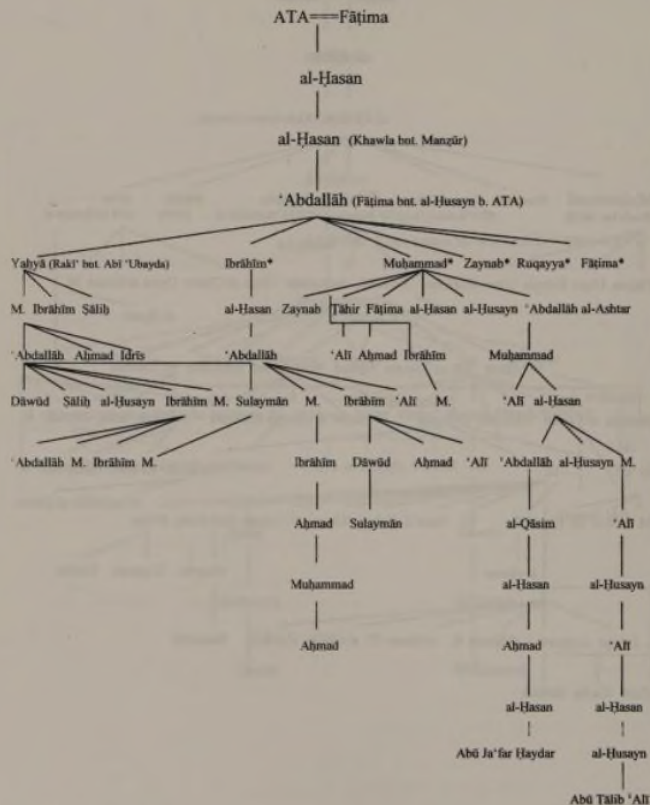 ATA===Fāṭima
al-Ḥasan
al-Ḥasan (Khawla bnt. Manẓūr)
ʿAbdallāh (Fāṭima bnt. al-Ḥusayn b. ATA)
Yaḥyā (Rakīʾ bnt. Abī ʿUbayda) Ibrāhīm* Muḥammad* Zaynab* Ruqayya* Fāṭima*
M. Ibrāhīm Ṣāliḥ al-Ḥasan Zaynab Ṭāhir Fāṭima al-Ḥasan al-Ḥusayn ʿAbdallāh al-Ashtar
ʿAbdallāh Aḥmad Idrīs ʿAbdallāh ʿAlī Aḥmad Ibrāhīm Muḥammad
Dāwūd Ṣāliḥ al-Ḥusayn Ibrāhīm M. Sulaymān M. Ibrāhīm ʿAlī M. ʿAlī al-Ḥasan
ʿAbdallāh M. Ibrāhīm M. Ibrāhīm Dāwūd Aḥmad ʿAlī ʿAbdallāh al-Ḥusayn M.
Aḥmad Sulaymān al-Qāsim ʿAlī
Muḥammad al-Ḥasan al-Ḥusayn
Aḥmad Aḥmad ʿAlī
al-Ḥasan al-Ḥasan
Abū Jaʿfar Ḥaydar al-Ḥusayn
Abū Ṭālib ʿAlī